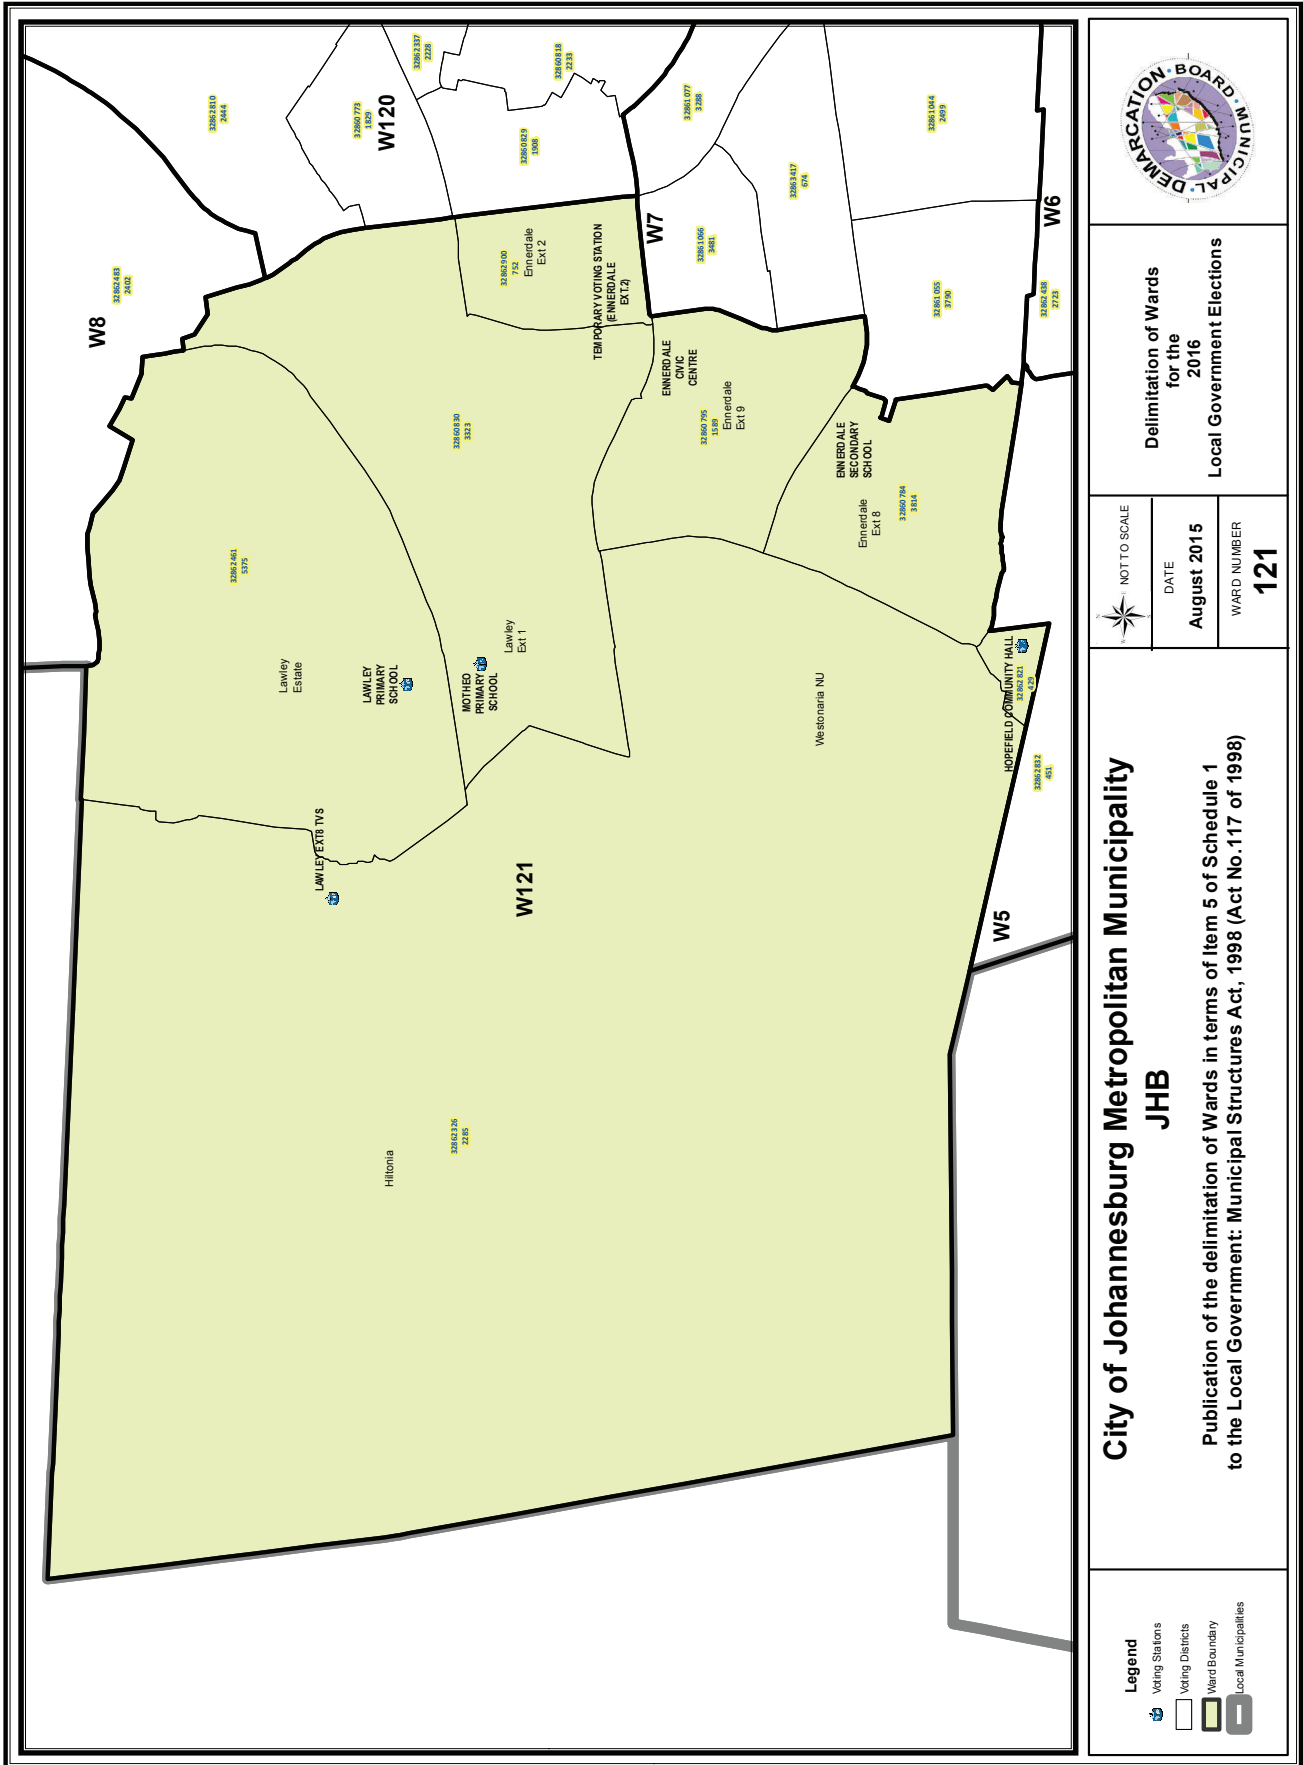 W8
32862483
2402
32862810
2444
32860773
1829
W120
32862337
2228
32860818
2233
32860829
1908
32862900
752
Ennerdale
Ext 2
TEMPORARY VOTING STATION
(ENNERDALE
EXT.2)
W7
32861077
3288
32861066
3481
32863417
674
32861044
2499
32861055
3790
W6
32862438
2723
32862461
5375
Lawley
Estate
LAWLEY
PRIMARY
SCHOOL
32860830
3323
MOTHEO
PRIMARY
SCHOOL
Lawley
Ext 1
ENNERDALE
CIVIC
CENTRE
32860795
1589
Ennerdale
Ext 9
ENNERDALE
SECONDARY
SCHOOL
Ennerdale
Ext 8
32860784
3814
LAWLEY EXT8 TVS
W121
Westonaria NU
HOPEFIELD COMMUNITY HALL
32862821
429
32862832
451
W5
Hiltonia
32862326
2285
Legend
Voting Stations
Voting Districts
Ward Boundary
Local Municipalities
City of Johannesburg Metropolitan Municipality
JHB
Publication of the delimitation of Wards in terms of Item 5 of Schedule 1
to the Local Government: Municipal Structures Act, 1998 (Act No.117 of 1998)
N
W
S
NOT TO SCALE
DATE
August 2015
WARD NUMBER
121
Delimitation of Wards
for the
2016
Local Government Elections
MUNICIPAL • DEMARCATION • BOARD •